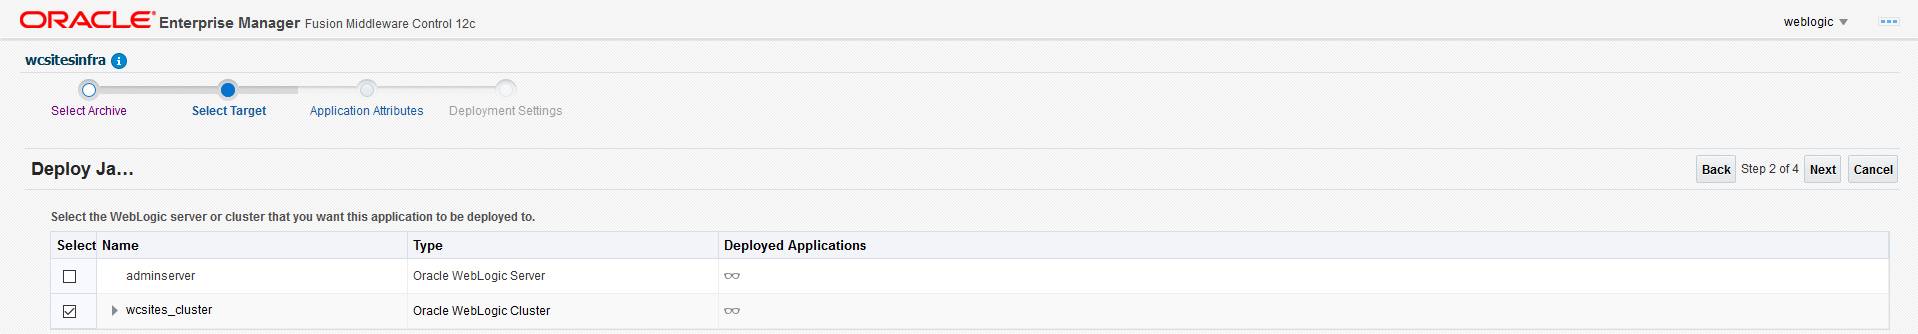 ORACLE Enterprise Manager Fusion Middleware Control 12c weblogic
wcsitesinfra
Select Archive Select Target Application Attributes Deployment Settings
Deploy Ja... Back Step 2 of 4 Next Cancel
Select the WebLogic server or cluster that you want this application to be deployed to.
Select Name Type Deployed Applications
adminserver Oracle WebLogic Server
wcsites_cluster Oracle WebLogic Cluster